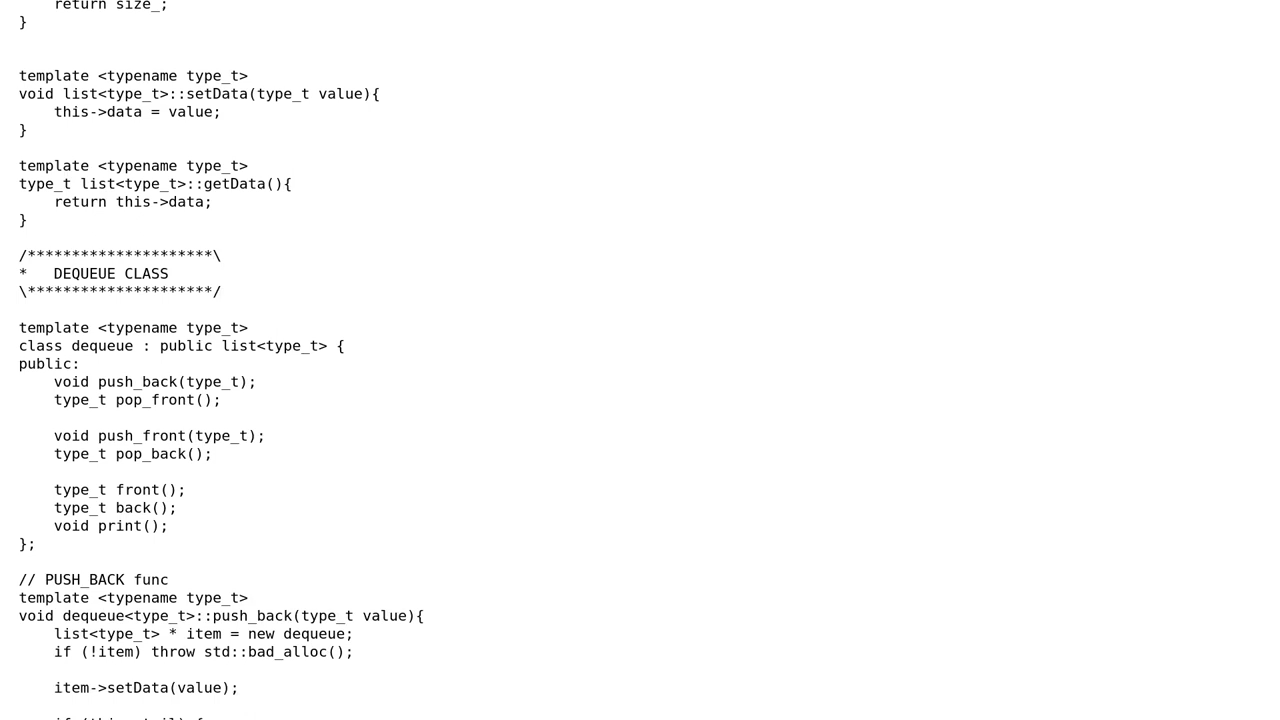 return size_;
}


template <typename type_t>
void list<type_t>::setData(type_t value){
    this->data = value;
}

template <typename type_t>
type_t list<type_t>::getData(){
    return this->data;
}

/*********************\
*   DEQUEUE CLASS
\*********************/

template <typename type_t>
class dequeue : public list<type_t> {
public:
    void push_back(type_t);
    type_t pop_front();

    void push_front(type_t);
    type_t pop_back();

    type_t front();
    type_t back();
    void print();
};

// PUSH_BACK func
template <typename type_t>
void dequeue<type_t>::push_back(type_t value){
    list<type_t> * item = new dequeue;
    if (!item) throw std::bad_alloc();

    item->setData(value);